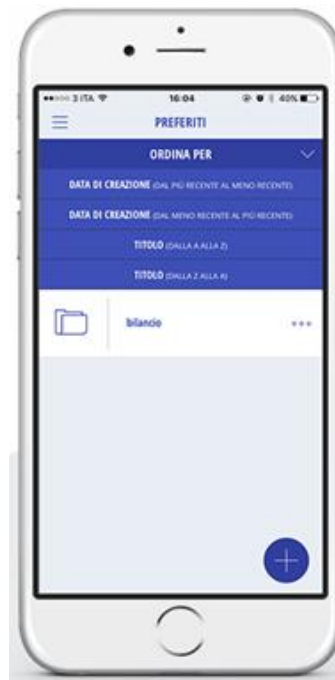 3 ITA 16:04 40%
PREFERITI
ORDINA PER
DATA DI CREAZIONE (DAL PIÙ RECENTE AL MENO RECENTE)
DATA DI CREAZIONE (DAL MENO RECENTE AL PIÙ RECENTE)
TITOLO (DALLA A ALLA Z)
TITOLO (DALLA Z ALLA A)
bilancio